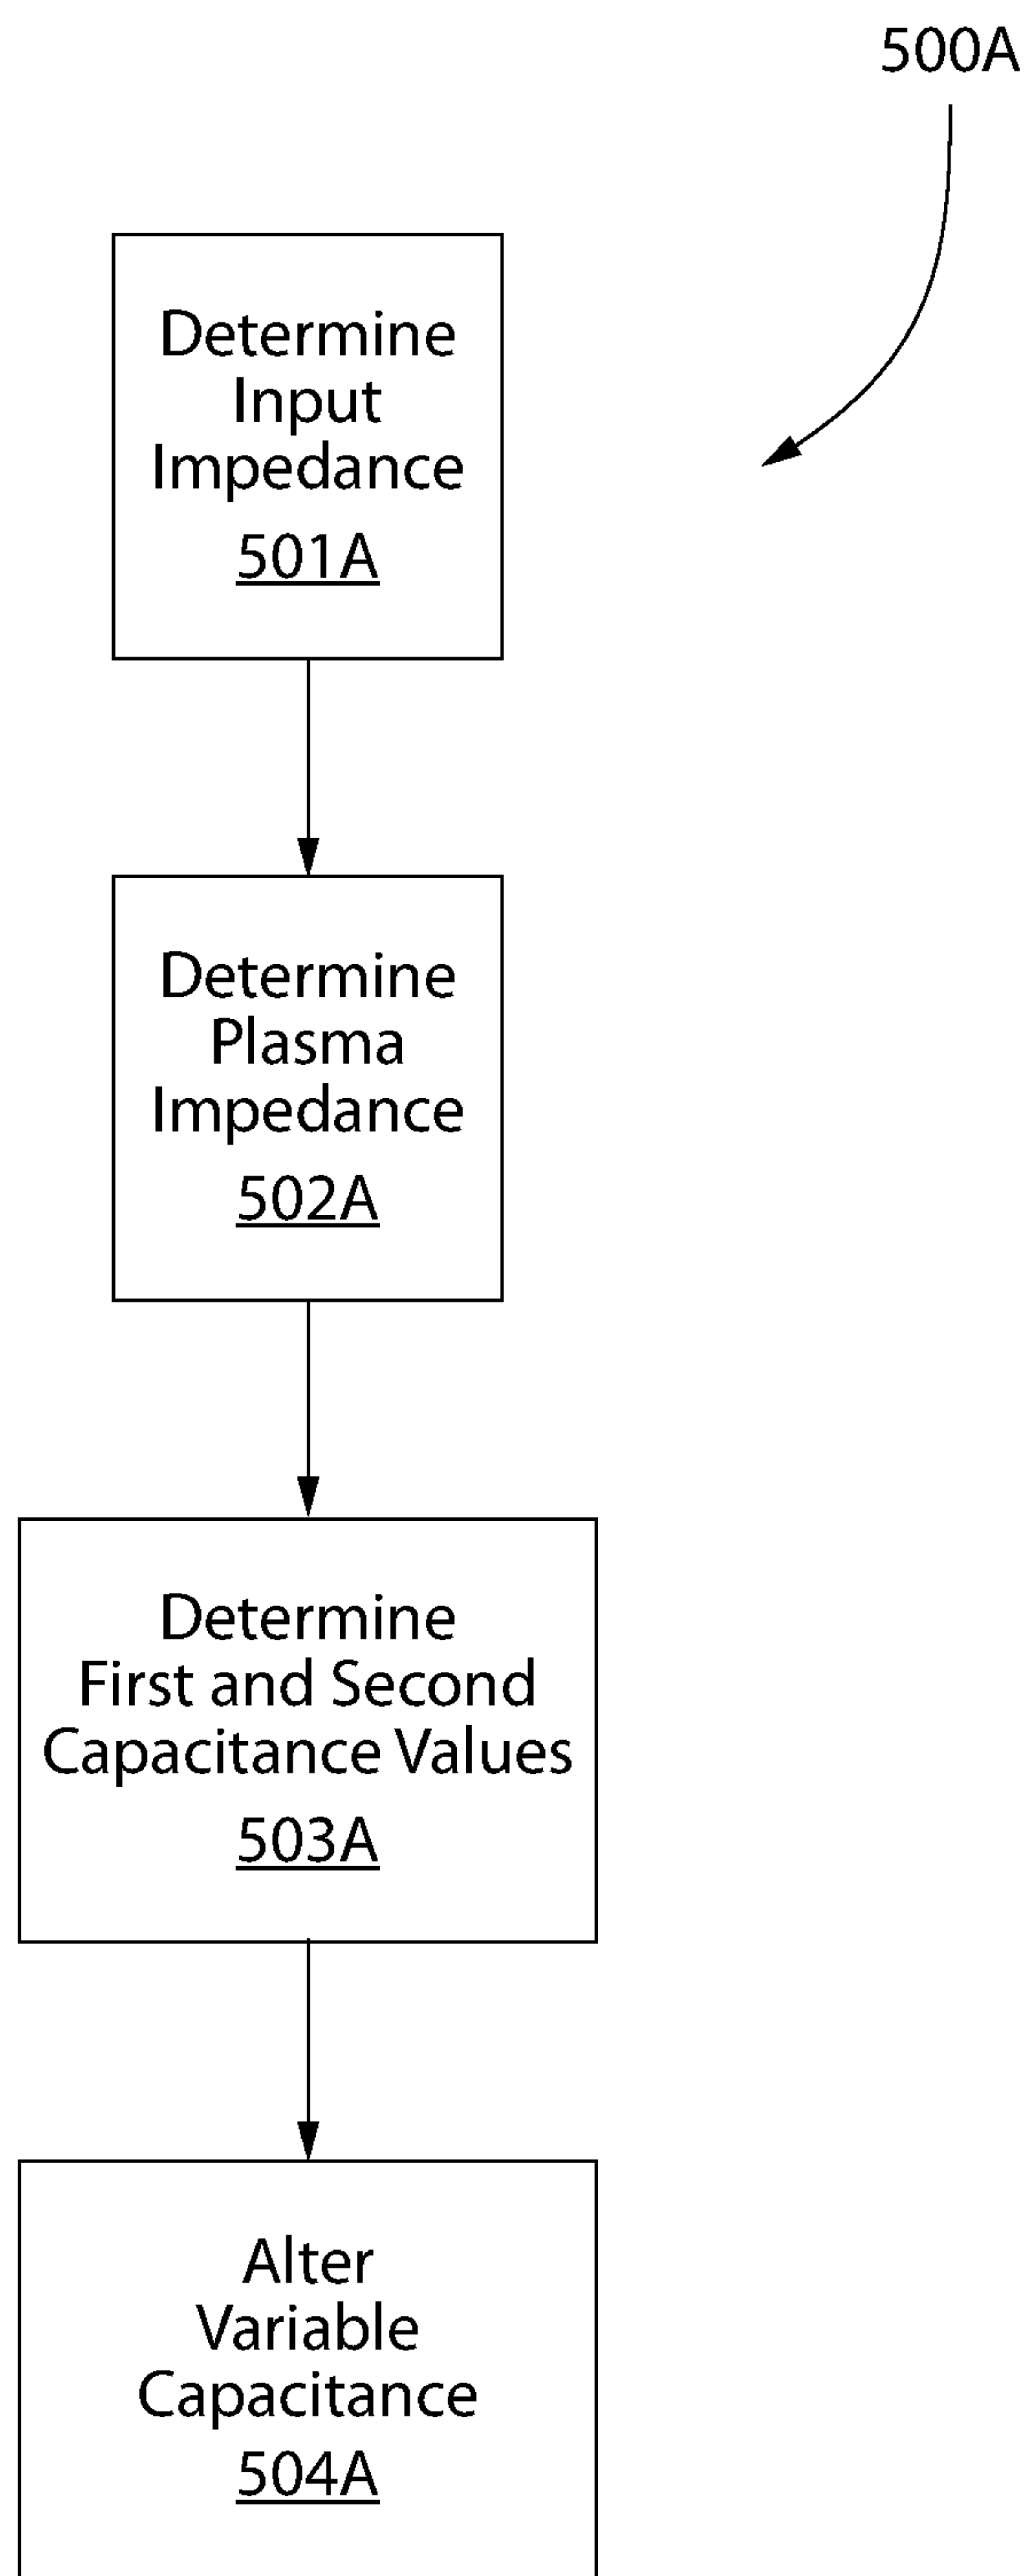 500A
Determine
Input
Impedance
501A
Determine
Plasma
Impedance
502A
Determine
First and Second
Capacitance Values
503A
Alter
Variable
Capacitance
504A